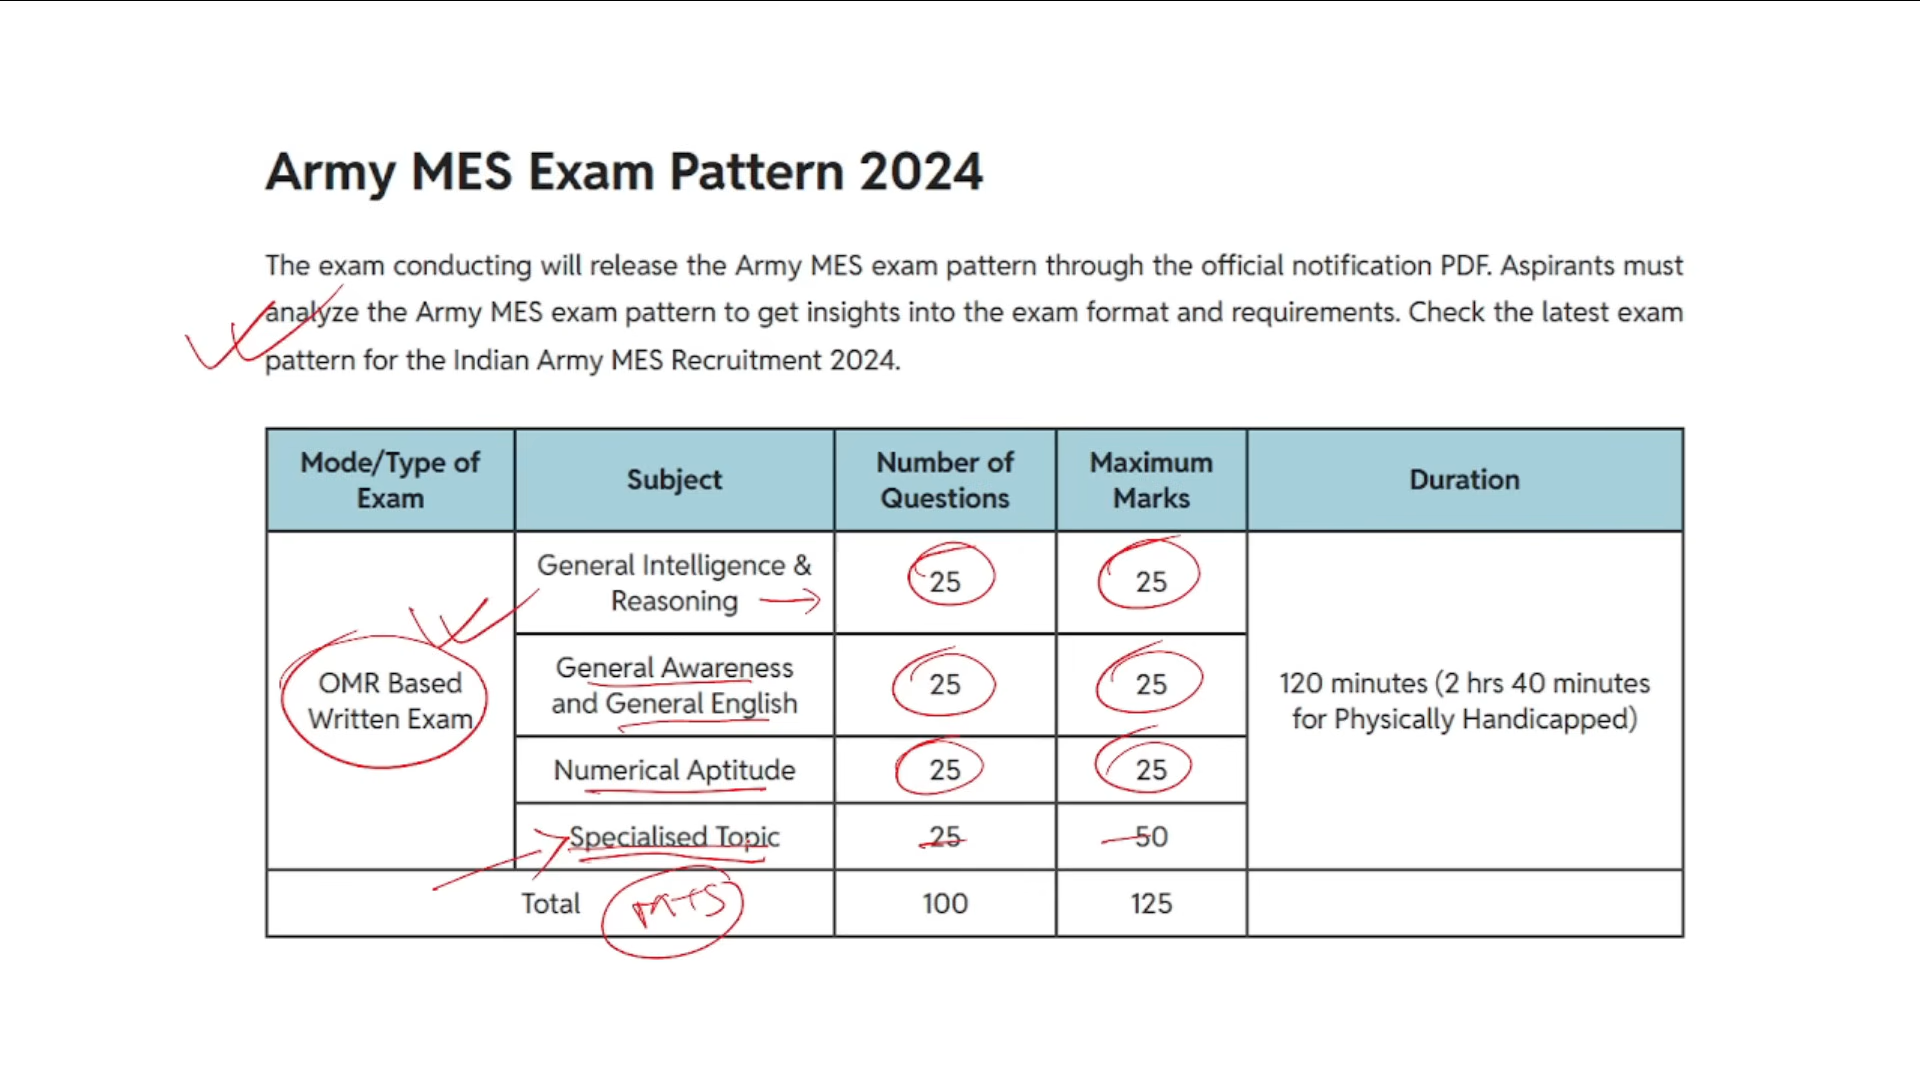 Army MES Exam Pattern 2024
The exam conducting will release the Army MES exam pattern through the official notification PDF. Aspirants must
analyze the Army MES exam pattern to get insights into the exam format and requirements. Check the latest exam
pattern for the Indian Army MES Recruitment 2024.
Mode/Type of
Exam
Subject
Number of
Questions
Maximum
Marks
Duration
OMR Based
Written Exam
General Intelligence &
Reasoning
25
25
General Awareness
and General English
25
25
Numerical Aptitude
25
25
Specialised Topic
25
50
120 minutes (2 hrs 40 minutes
for Physically Handicapped)
Total
MTS
100
125